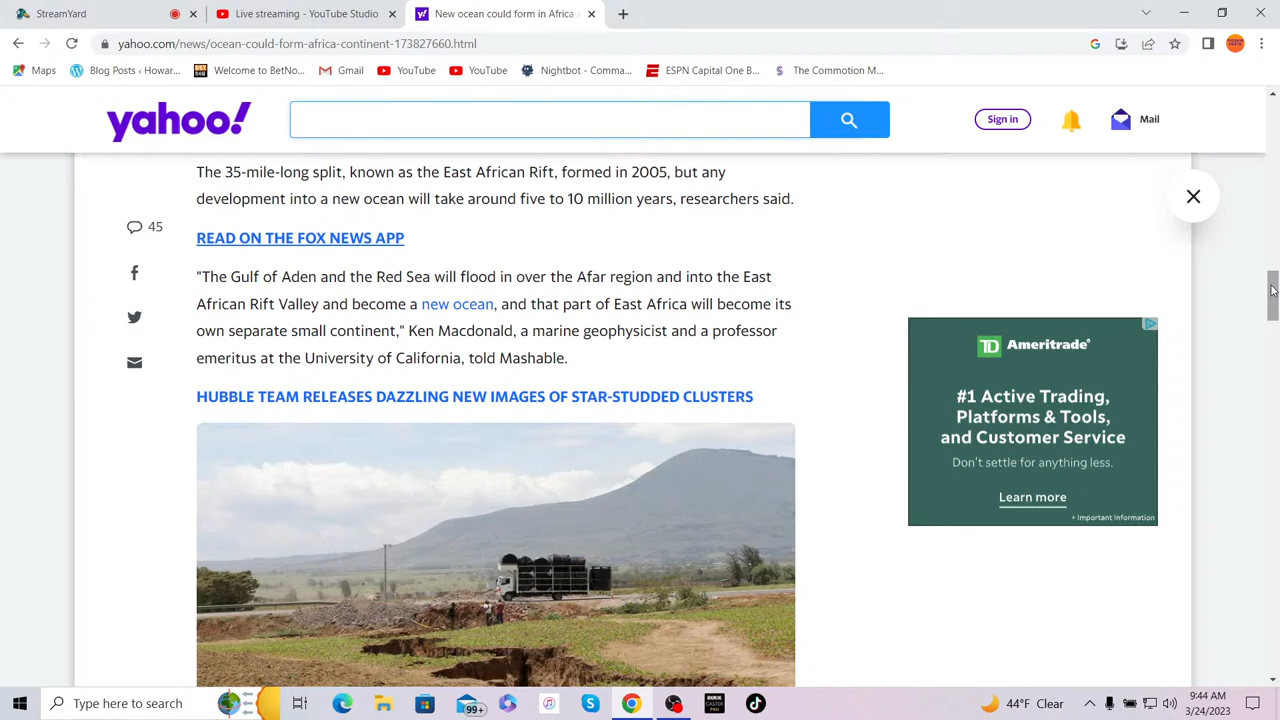 StreamYard
Live streaming - YouTube Studio
New ocean could form in Africa
yahoo.com/news/ocean-could-form-africa-continent-173827660.html
Maps
Blog Posts ‹ Howar...
Welcome to BetNo...
Gmail
YouTube
YouTube
Nightbot - Comma...
ESPN Capital One B...
The Commotion M...
yahoo!
Sign in
Mail
The 35-mile-long split, known as the East African Rift, formed in 2005, but any
development into a new ocean will take around five to 10 million years, researchers said.
45
READ ON THE FOX NEWS APP
"The Gulf of Aden and the Red Sea will flood in over the Afar region and into the East
African Rift Valley and become a new ocean, and that part of East Africa will become its
own separate small continent," Ken Macdonald, a marine geophysicist and a professor
emeritus at the University of California, told Mashable.
HUBBLE TEAM RELEASES DAZZLING NEW IMAGES OF STAR-STUDDED CLUSTERS
TD Ameritrade
#1 Active Trading,
Platforms & Tools,
and Customer Service
Don't settle for anything less.
Learn more
+ Important Information
Type here to search
99+
44°F Clear
9:44 AM
3/24/2023